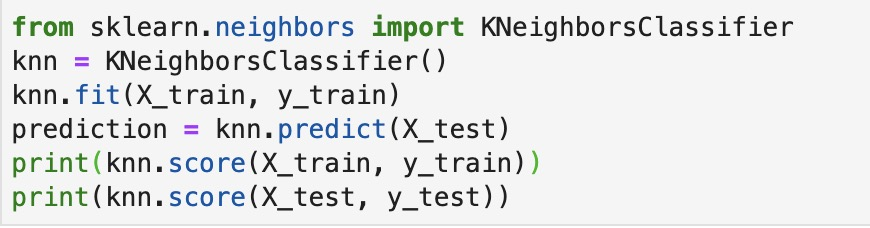 from sklearn.neighbors import KNeighborsClassifier
knn = KNeighborsClassifier()
knn.fit(X_train, y_train)
prediction = knn.predict(X_test)
print(knn.score(X_train, y_train))
print(knn.score(X_test, y_test))